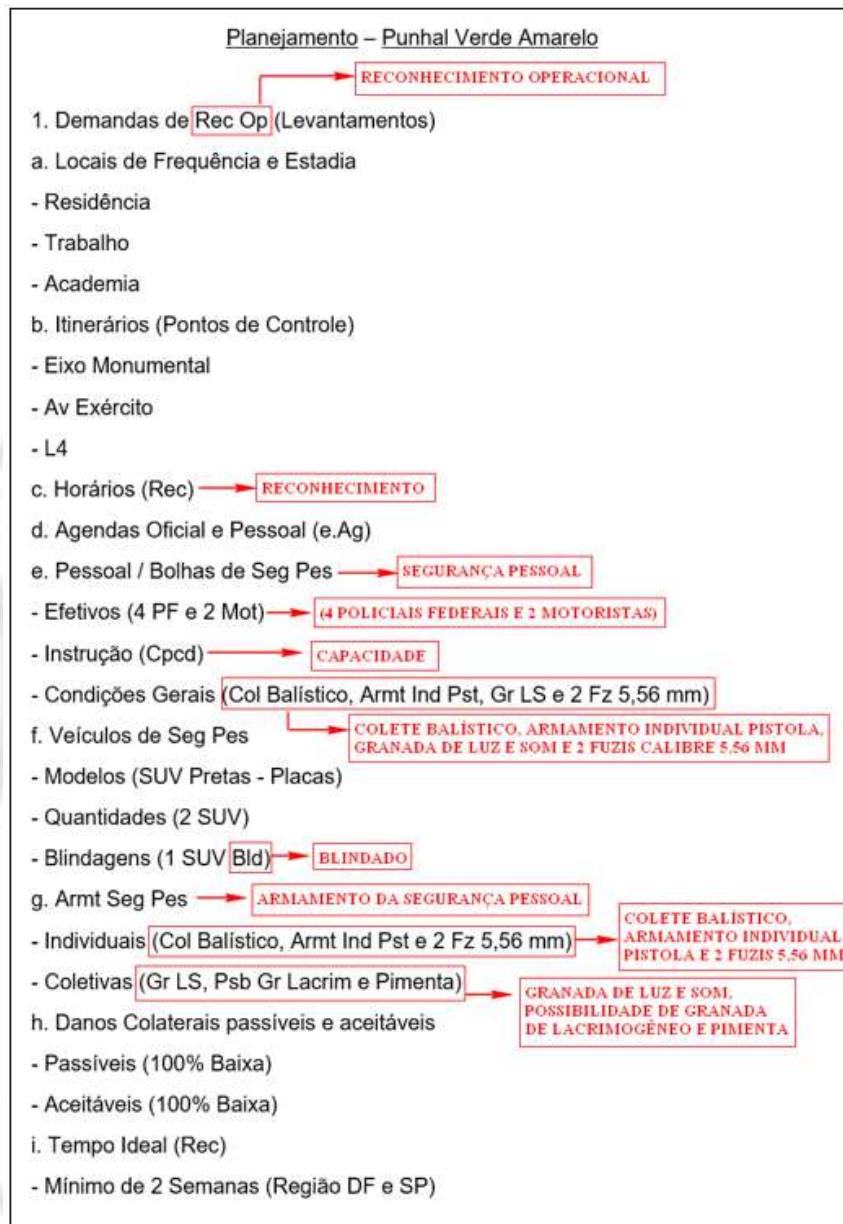 Planejamento – Punhal Verde Amarelo
RECONHECIMENTO OPERACIONAL
1. Demandas de Rec Op (Levantamentos)
a. Locais de Frequência e Estadia
- Residência
- Trabalho
- Academia
b. Itinerários (Pontos de Controle)
- Eixo Monumental
- Av Exército
- L4
c. Horários (Rec) RECONHECIMENTO
d. Agendas Oficial e Pessoal (e.Ag)
e. Pessoal / Bolhas de Seg Pes SEGURANÇA PESSOAL
- Efetivos (4 PF e 2 Mot) (4 POLICIAIS FEDERAIS E 2 MOTORISTAS)
- Instrução (Cpcd) CAPACIDADE
- Condições Gerais (Col Balístico, Armt Ind Pst, Gr LS e 2 Fz 5,56 mm)
COLETE BALÍSTICO, ARMAMENTO INDIVIDUAL PISTOLA,
GRANADA DE LUZ E SOM E 2 FUZIS CALIBRE 5,56 MM
f. Veículos de Seg Pes
- Modelos (SUV Pretas - Placas)
- Quantidades (2 SUV)
- Blindagens (1 SUV Bld) BLINDADO
g. Armt Seg Pes ARMAMENTO DA SEGURANÇA PESSOAL
- Individuais (Col Balístico, Armt Ind Pst e 2 Fz 5,56 mm)
COLETE BALÍSTICO,
ARMAMENTO INDIVIDUAL
PISTOLA E 2 FUZIS 5,56 MM
- Coletivas (Gr LS, Psb Gr Lacrim e Pimenta)
GRANADA DE LUZ E SOM,
POSSIBILIDADE DE GRANADA
DE LACRIMOGÊNEO E PIMENTA
h. Danos Colaterais passíveis e aceitáveis
- Passíveis (100% Baixa)
- Aceitáveis (100% Baixa)
i. Tempo Ideal (Rec)
- Mínimo de 2 Semanas (Região DF e SP)